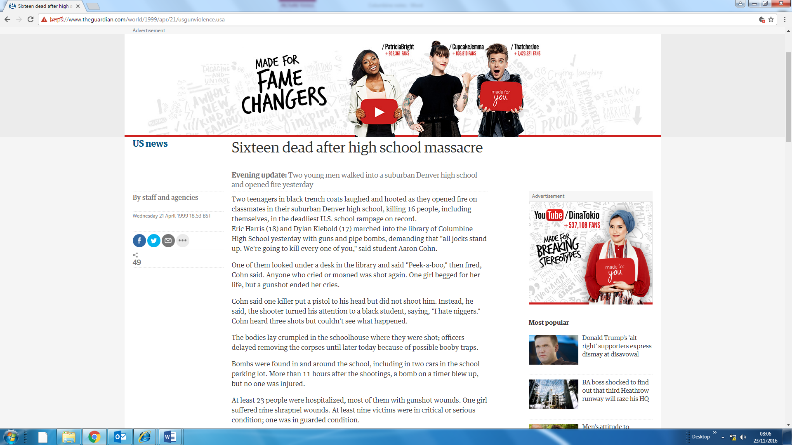 Sixteen dead after high s
https://www.theguardian.com/world/1999/apr/21/usgunviolence.usa
Advertisement
MADE FOR
FAME
CHANGERS
/PatriciaBright
/CupcakeJemma
/ThatcherJoe
made for
you
US news
Sixteen dead after high school massacre
Evening update: Two young men walked into a suburban Denver high school
and opened fire yesterday
By staff and agencies
Wednesday 21 April 1999
49
Two teenagers in black trench coats laughed and hooted as they opened fire on
classmates in their suburban Denver high school, killing 16 people, including
themselves, in the deadliest U.S. school rampage on record.
Eric Harris (18) and Dylan Klebold (17) marched into the library of Columbine
High School yesterday with guns and pipe bombs, demanding that "all jocks stand
up. We're going to kill every one of you," said student Aaron Cohn.
One of them looked under a desk in the library and said "Peek-a-boo," then fired,
Cohn said. Anyone who cried or moaned was shot again. One girl begged for her
life, but a gunshot ended her cries.
Cohn said one killer put a pistol to his head but did not shoot him. Instead, he
said, the shooter turned his attention to a black student, saying, "I hate niggers."
Cohn heard three shots but couldn't see what happened.
The bodies lay crumpled in the schoolhouse where they were shot; officers
delayed removing the corpses until later today because of possible booby traps.
Bombs were found in and around the school, including in two cars in the school
parking lot. More than 11 hours after the shootings, a bomb on a timer blew up,
but no one was injured.
At least 23 people were hospitalized, most of them with gunshot wounds. One girl
suffered nine shrapnel wounds. At least nine victims were in critical or serious
condition; one was in guarded condition.
Advertisement
YouTube /DinaTokio
MADE FOR
BREAKING
STEREOTYPES
made for
you
Most popular
Donald Trump's 'alt
right' supporters express
dismay at disavowal
BA boss shocked to find
out that third Heathrow
runway will raze his HQ
Men's attitude to
Desktop
08:06
23/11/2016